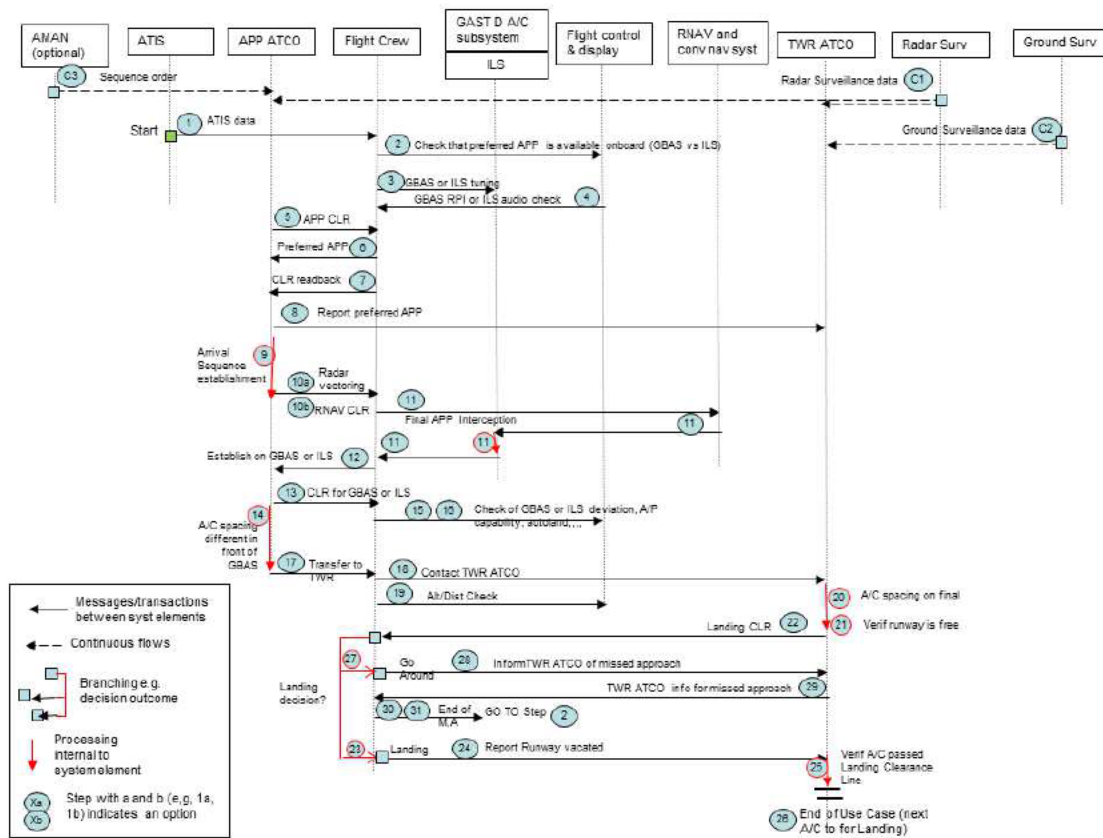 AMAN
(optional)
ATIS
APP ATCO
Flight Crew
GAST D A/C
subsystem
ILS
Flight control
& display
RNAV and
conv nav syst
TWR ATCO
Radar Surv
Ground Surv
C3
Sequence order
Radar Surveillance data
C1
Start
1
ATIS data
Ground Surveillance data
C2
2
Check that preferred APP is available onboard (GBAS vs ILS)
3
GBAS or ILS tuning
GBAS RPI or ILS audio check
4
5
APP CLR
Preferred APP
6
CLR readback
7
8
Report preferred APP
Arrival
Sequence
establishment
9
10a
Radar
vectoring
10b
RNAV CLR
11
Final APP Interception
11
11
11
Establish on GBAS or ILS
12
13
CLR for GBAS or ILS
14
15
16
Check of GBAS or ILS deviation, A/P
capability, autoland,,,,
A/C spacing
different in
front of
GBAS
17
Transfer to
TWR
18
Contact TWR ATCO
19
Alt/Dist Check
20
A/C spacing on final
Landing CLR
22
21
Verif runway is free
27
Go
Around
28
InformTWR ATCO of missed approach
Landing
decision?
TWR ATCO info for missed approach
29
30
31
End of
M.A
GO TO Step
2
23
Landing
24
Report Runway vacated
25
Verif A/C passed
Landing Clearance
Line.
26
End of Use Case (next
A/C to for Landing)
Messages/transactions
between syst elements
Continuous flows
Branching e.g.
decision outcome
Processing
internal to
system element
Xa
Xb
Step with a and b (e,g, 1a,
1b) indicates an option